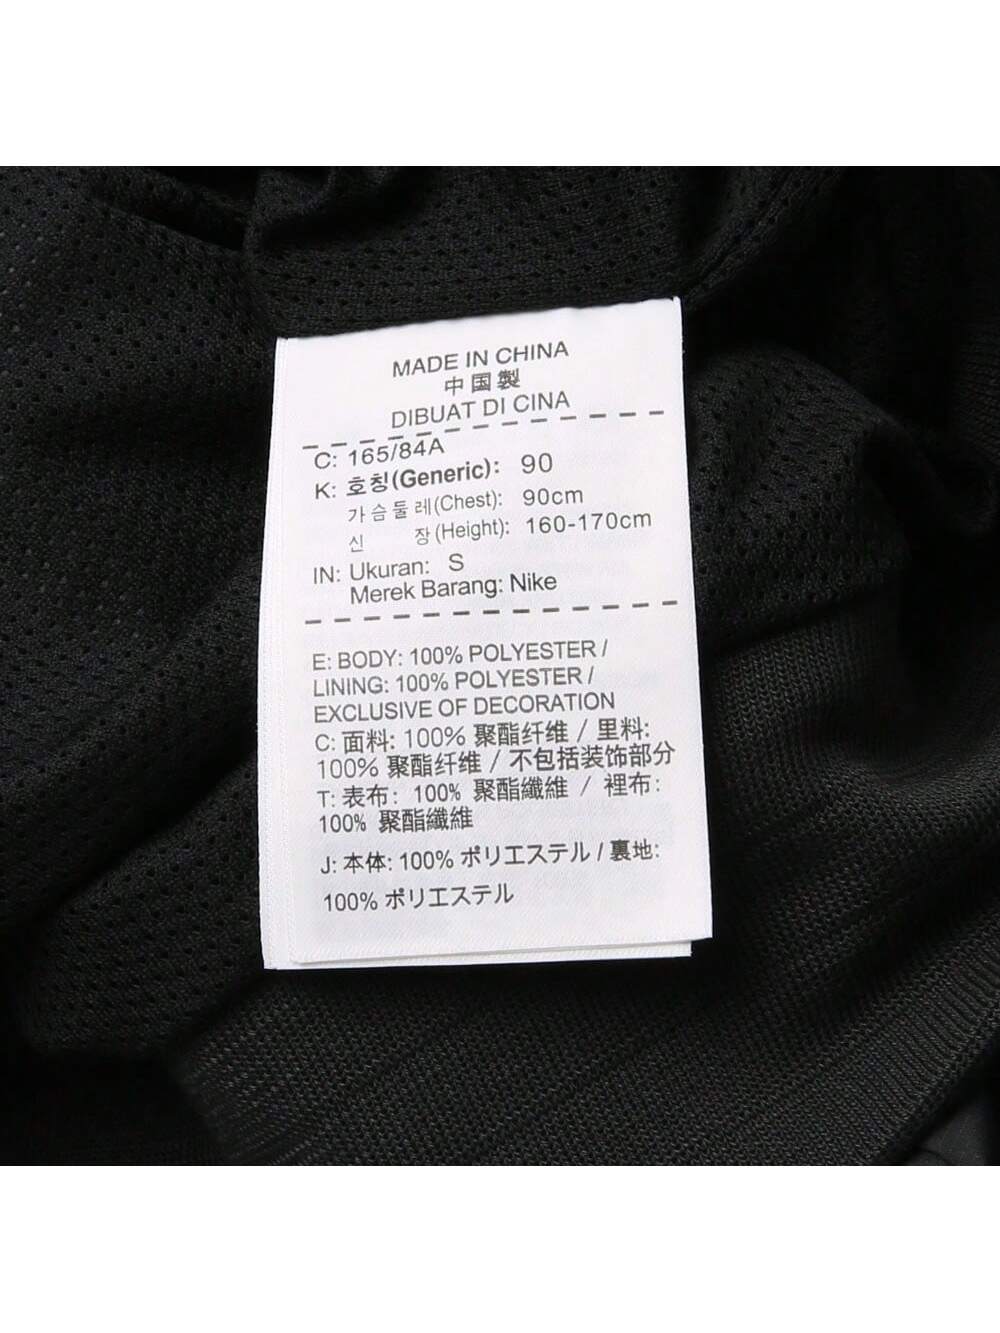 MADE IN CHINA
中国製
DIBUAT DI CINA
C: 165/84A
K: 호칭(Generic): 90
가슴둘레(Chest): 90cm
신 장(Height): 160-170cm
IN: Ukuran: S
Merek Barang: Nike
E: BODY: 100% POLYESTER /
LINING: 100% POLYESTER /
EXCLUSIVE OF DECORATION
C: 面料: 100% 聚酯纤维 / 里料:
100% 聚酯纤维 / 不包括装饰部分
T: 表布: 100% 聚酯纖維 / 裡布:
100% 聚酯纖維
J: 本体: 100% ポリエステル / 裏地:
100% ポリエステル